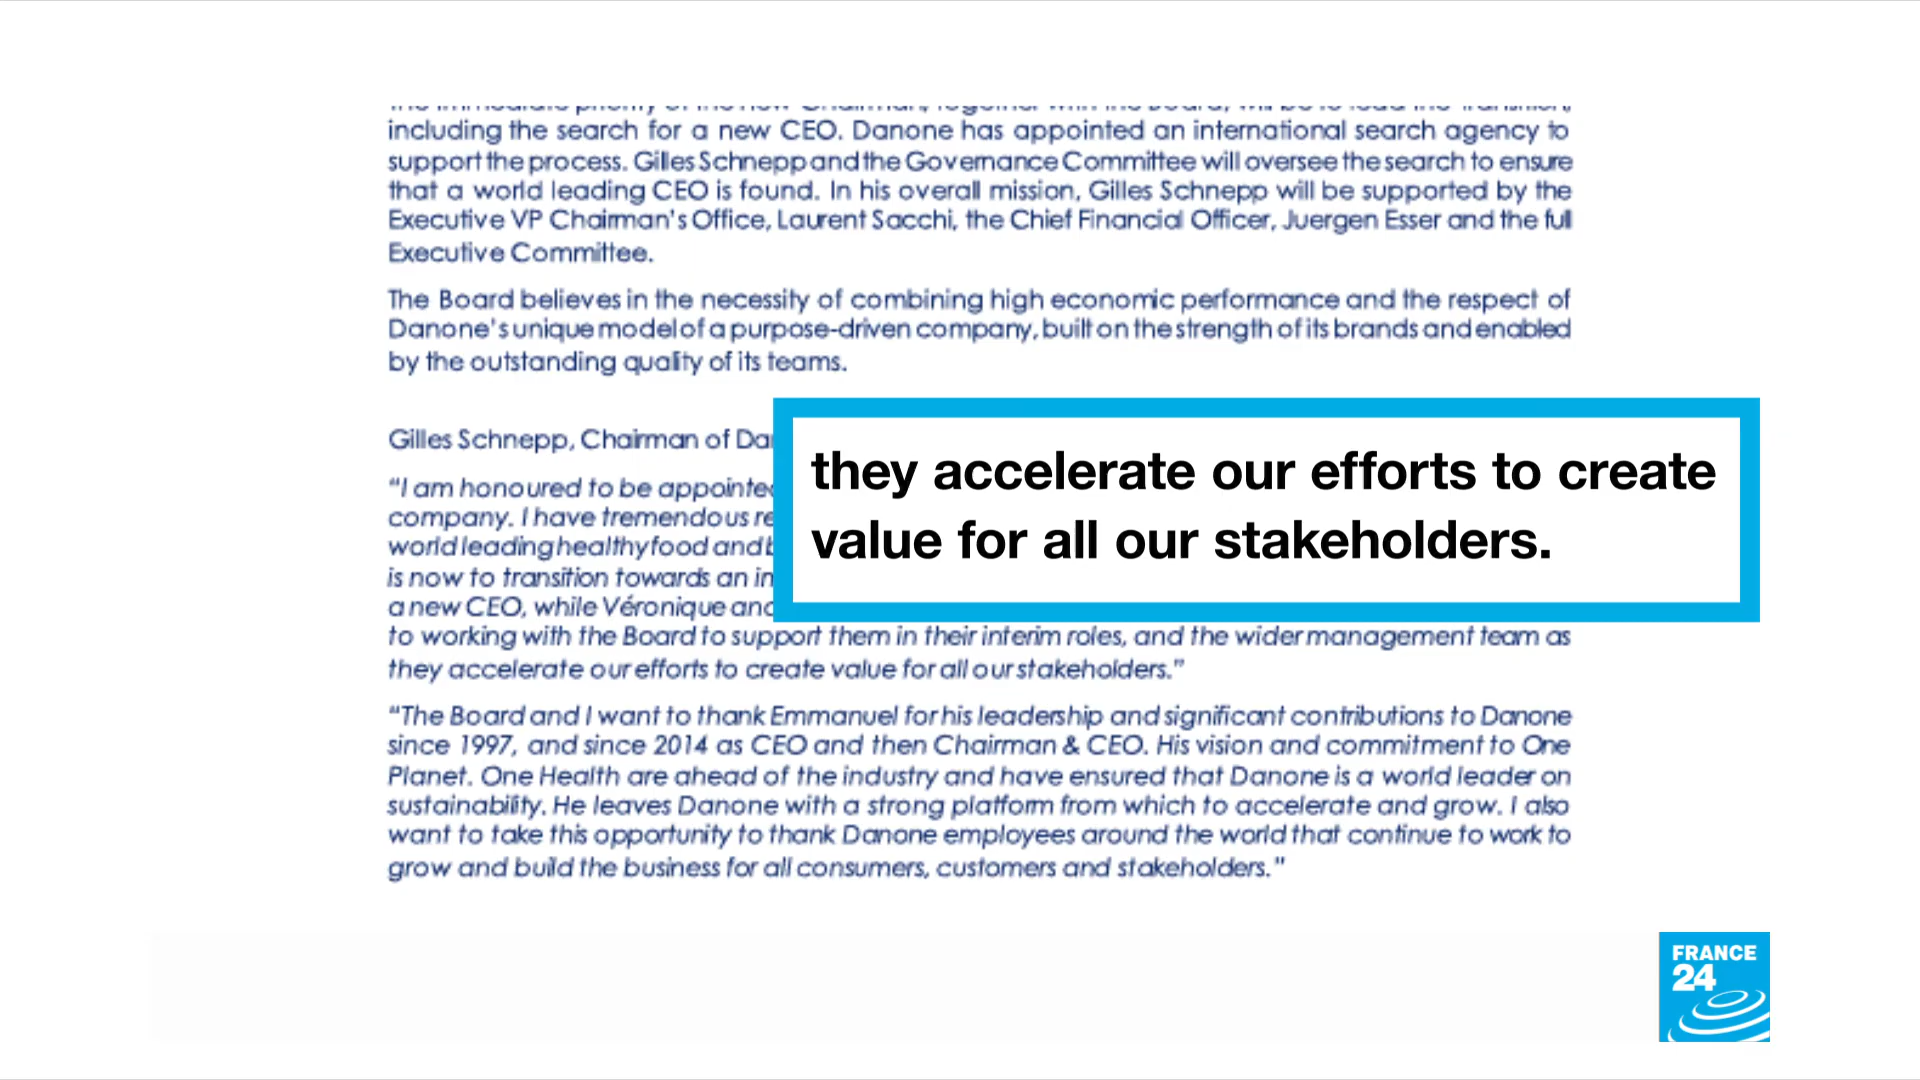 including the search for a new CEO. Danone has appointed an international search agency to
support the process. Gilles Schnepp and the Governance Committee will oversee the search to ensure
that a world leading CEO is found. In his overall mission, Gilles Schnepp will be supported by the
Executive VP Chairman's Office, Laurent Sacchi, the Chief Financial Officer, Juergen Esser and the full
Executive Committee.
The Board believes in the necessity of combining high economic performance and the respect of
Danone's unique model of a purpose-driven company, built on the strength of its brands and enabled
by the outstanding quality of its teams.
Gilles Schnepp, Chairman of
“I am honoured to be appointed
company. I have tremendous
world leading healthy food and
is now to transition towards an
a new CEO, while Véronique and
to working with the Board to support them in their interim roles, and the wider management team as
they accelerate our efforts to create value for all our stakeholders.”
they accelerate our efforts to create
value for all our stakeholders.
“The Board and I want to thank Emmanuel for his leadership and significant contributions to Danone
since 1997, and since 2014 as CEO and then Chairman & CEO. His vision and commitment to One
Planet. One Health are ahead of the industry and have ensured that Danone is a world leader on
sustainability. He leaves Danone with a strong platform from which to accelerate and grow. I also
want to take this opportunity to thank Danone employees around the world that continue to work to
grow and build the business for all consumers, customers and stakeholders."
FRANCE
24